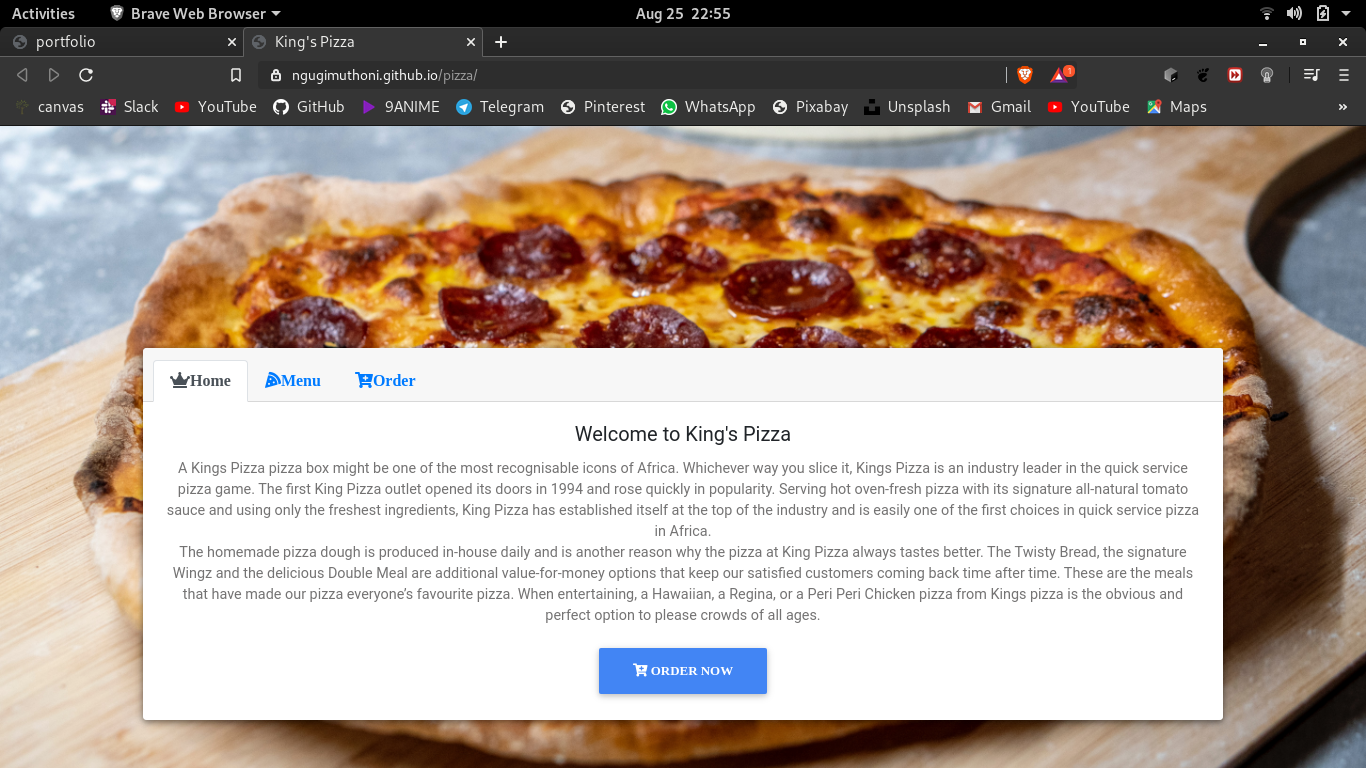 Activities Brave Web Browser Aug 25 22:55
portfolio King's Pizza
ngugimuthoni.github.io/pizza/ 1
canvas Slack YouTube GitHub 9ANIME Telegram Pinterest WhatsApp Pixabay Unsplash Gmail YouTube Maps »
Home Menu Order
Welcome to King's Pizza
A Kings Pizza pizza box might be one of the most recognisable icons of Africa. Whichever way you slice it, Kings Pizza is an industry leader in the quick service
pizza game. The first King Pizza outlet opened its doors in 1994 and rose quickly in popularity. Serving hot oven-fresh pizza with its signature all-natural tomato
sauce and using only the freshest ingredients, King Pizza has established itself at the top of the industry and is easily one of the first choices in quick service pizza
in Africa.
The homemade pizza dough is produced in-house daily and is another reason why the pizza at King Pizza always tastes better. The Twisty Bread, the signature
Wingz and the delicious Double Meal are additional value-for-money options that keep our satisfied customers coming back time after time. These are the meals
that have made our pizza everyone’s favourite pizza. When entertaining, a Hawaiian, a Regina, or a Peri Peri Chicken pizza from Kings pizza is the obvious and
perfect option to please crowds of all ages.
ORDER NOW